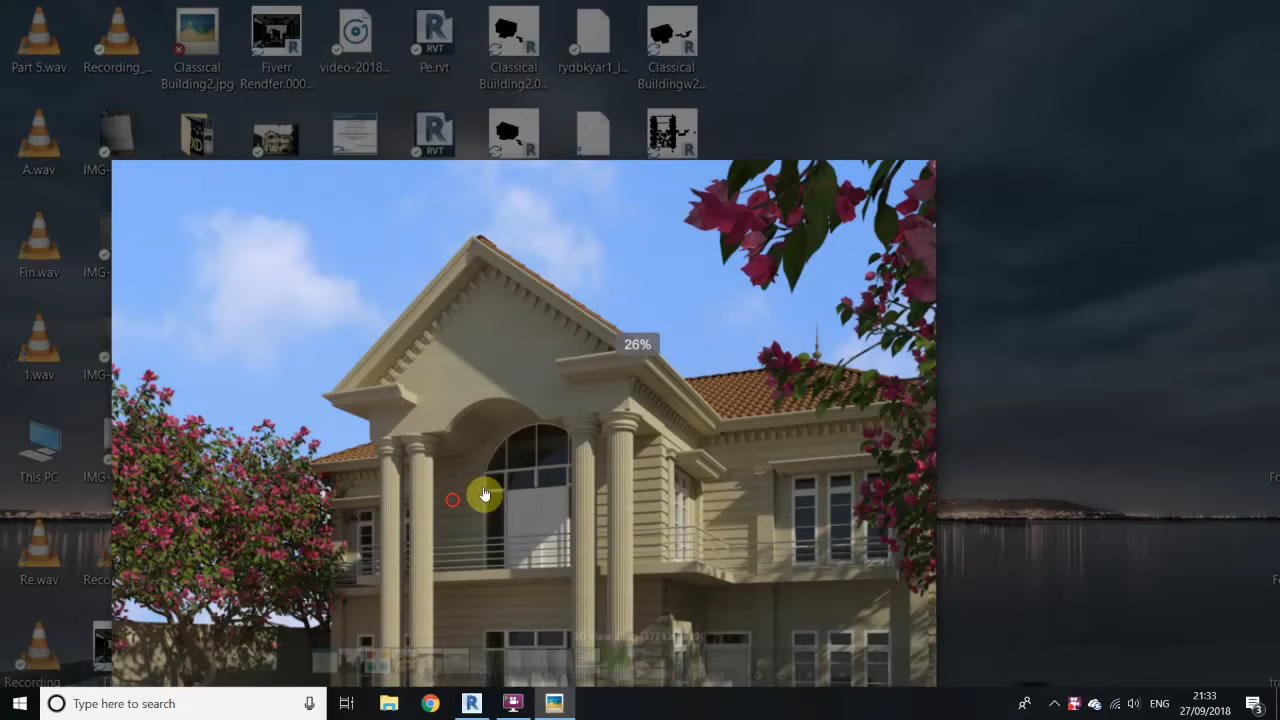 Part 5.wav
Recording_...
Classical
Building2.jpg
Fiverr
Rendfer.000...
video-2018...
Pe.rvt
Classical
Building2.0...
rydbkyar1_l...
Classical
Buildingw2...
RVT
A.wav
IMG-
RVT
Fin.wav
IMG-
26%
1.wav
IMG-
This PC
IMG-
Re.wav
Reco
Recording
Type here to search
ENG
21:33
27/09/2018
3